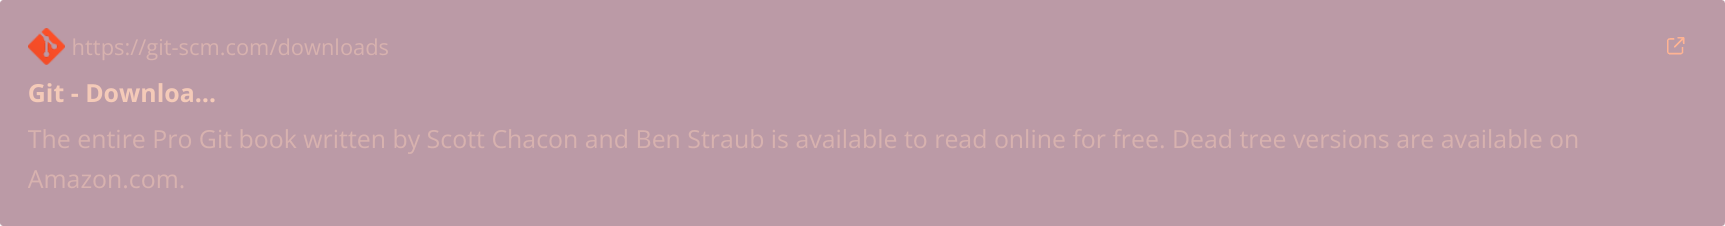 https://git-scm.com/downloads
Git - Downloa...
The entire Pro Git book written by Scott Chacon and Ben Straub is available to read online for free. Dead tree versions are available on
Amazon.com.